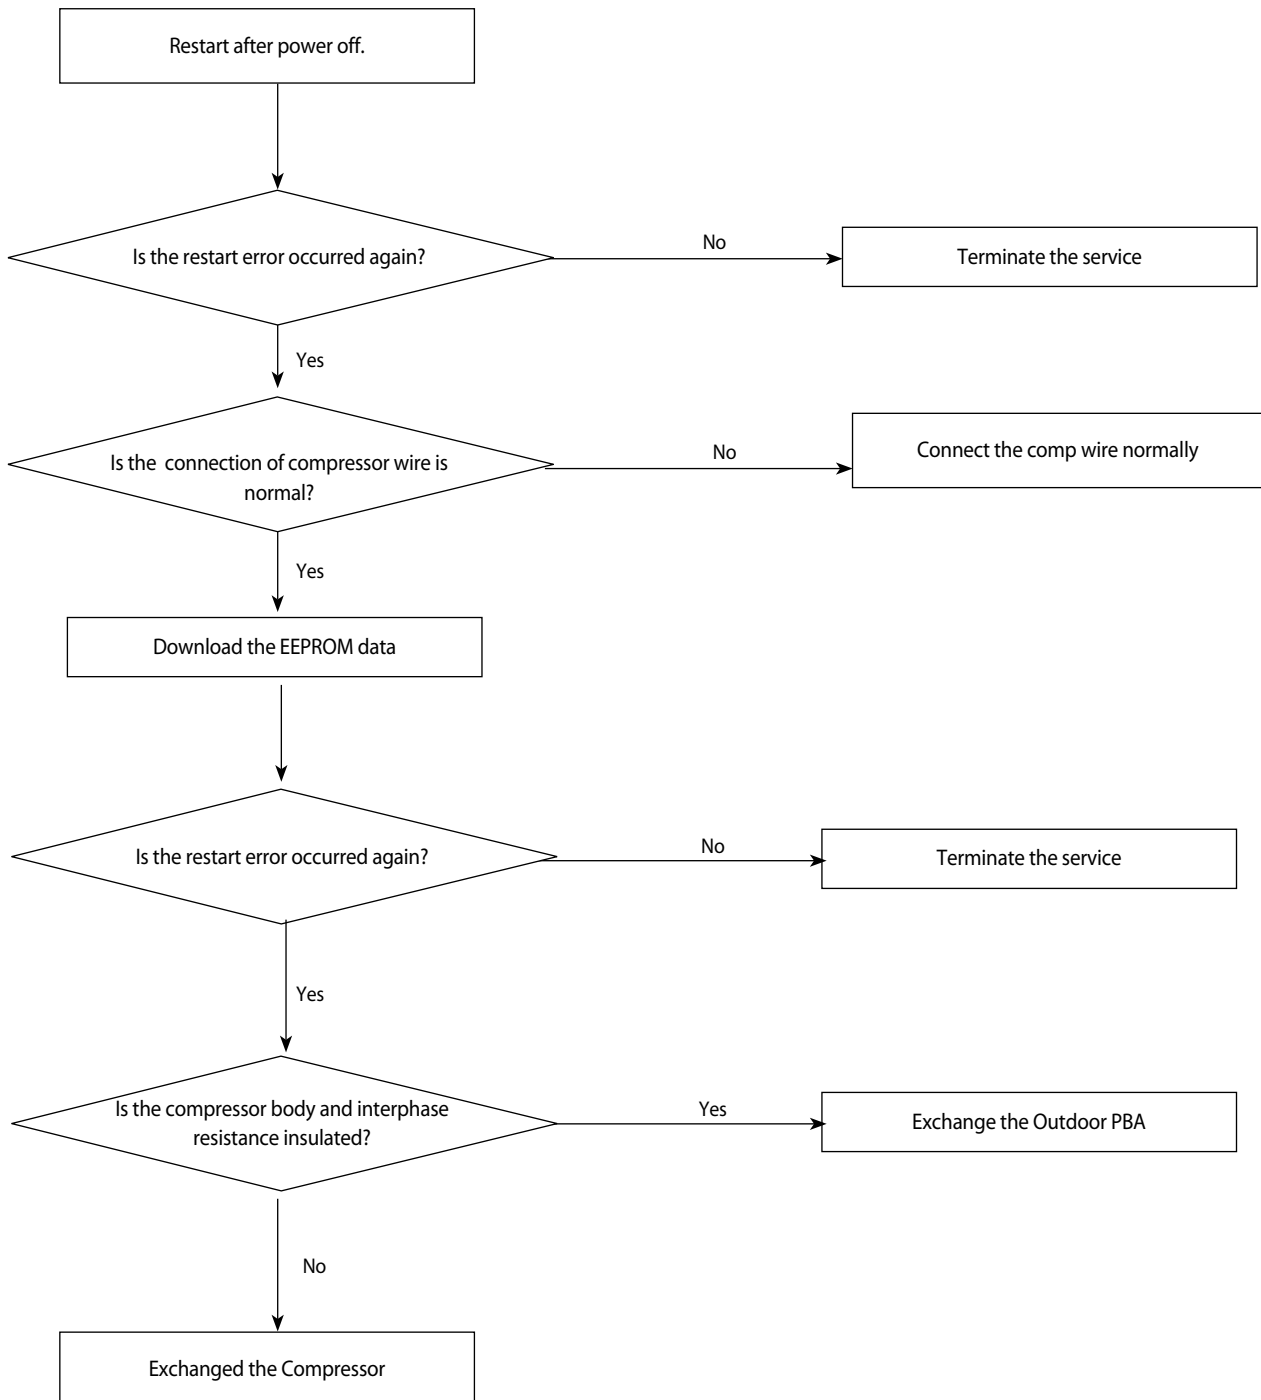 Restart after power off.
Is the restart error occurred again?
No
Terminate the service
Yes
Is the  connection of compressor wire is
normal?
No
Connect the comp wire normally
Yes
Download the EEPROM data
Is the restart error occurred again?
No
Terminate the service
Yes
Is the compressor body and interphase
resistance insulated?
Yes
Exchange the Outdoor PBA
No
Exchanged the Compressor